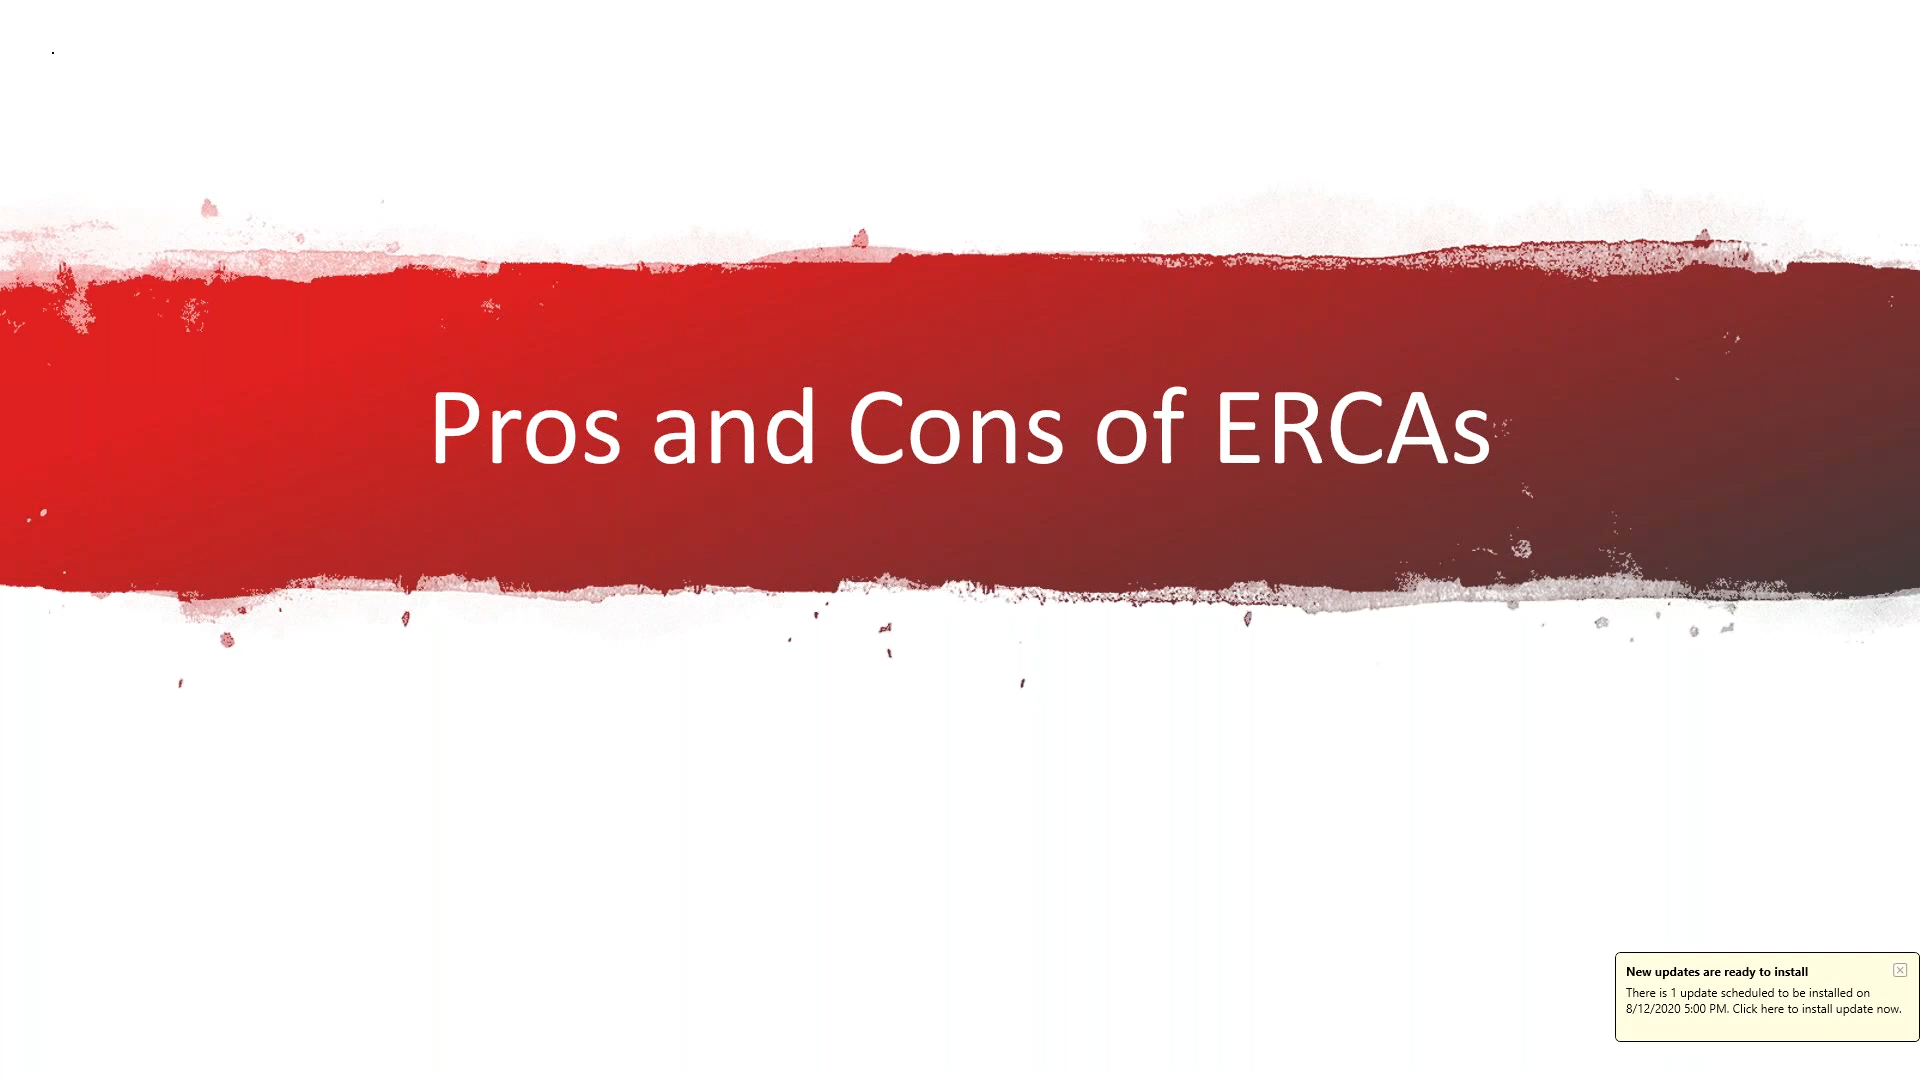 Pros and Cons of ERCAs
New updates are ready to install
There is 1 update scheduled to be installed on
8/12/2020 5:00 PM. Click here to install update now.